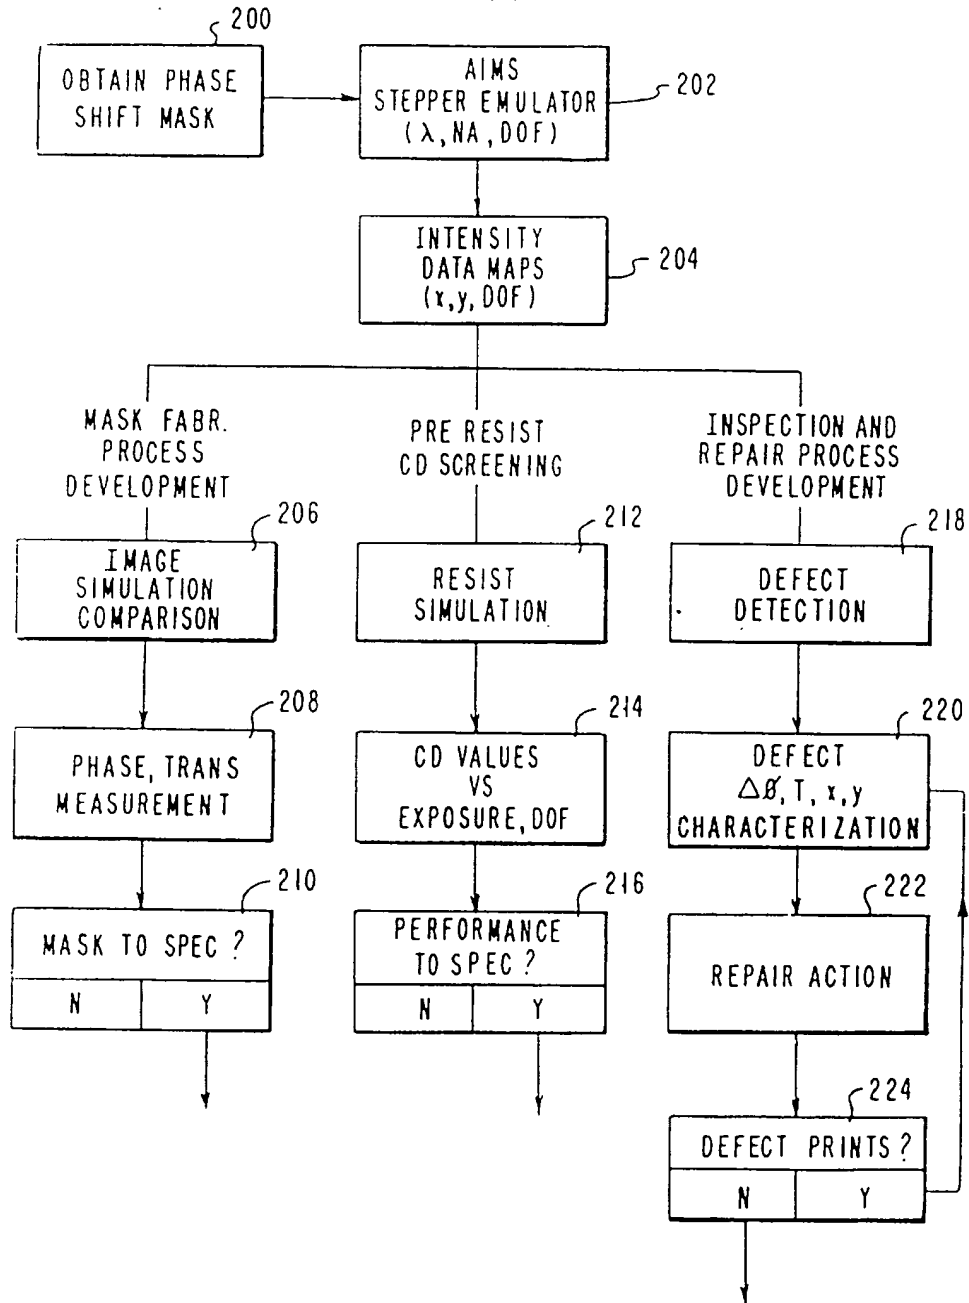 200
OBTAIN PHASE
SHIFT MASK
AIMS
STEPPER EMULATOR
(λ, NA, DOF)
202
INTENSITY
DATA MAPS
(x,y, DOF)
204
MASK FABR.
PROCESS
DEVELOPMENT
206
IMAGE
SIMULATION
COMPARISON
208
PHASE, TRANS
MEASUREMENT
210
MASK TO SPEC ?
N
Y
PRE RESIST
CD SCREENING
212
RESIST
SIMULATION
214
CD VALUES
VS
EXPOSURE, DOF
216
PERFORMANCE
TO SPEC ?
N
Y
INSPECTION AND
REPAIR PROCESS
DEVELOPMENT
218
DEFECT
DETECTION
220
DEFECT
ΔØ, T, x,y
CHARACTERIZATION
222
REPAIR ACTION
224
DEFECT PRINTS ?
N
Y